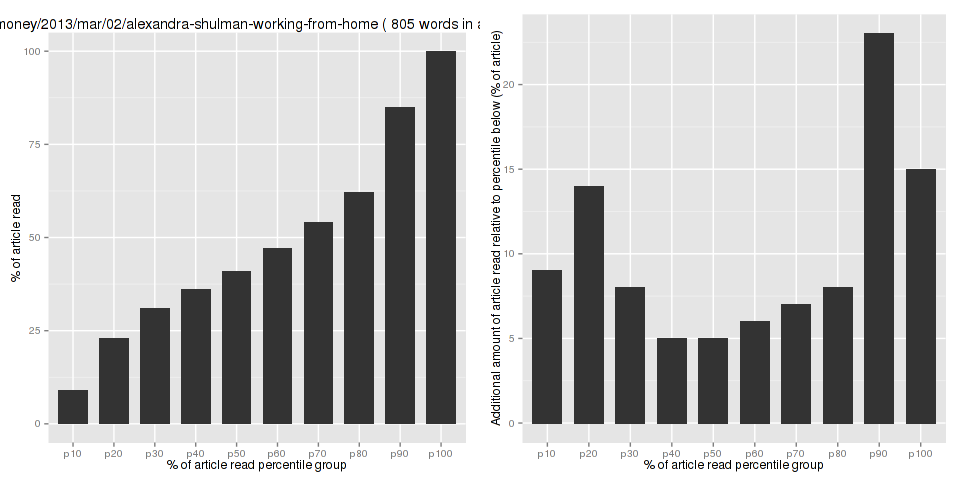 money/2013/mar/02/alexandra-shulman-working-from-home ( 805 words in a
% of article read
100
75
50
25
0
p10 p20 p30 p40 p50 p60 p70 p80 p90 p100
% of article read percentile group
Additional amount of article read relative to percentile below (% of article)
20
15
10
5
0
p10 p20 p30 p40 p50 p60 p70 p80 p90 p100
% of article read percentile group